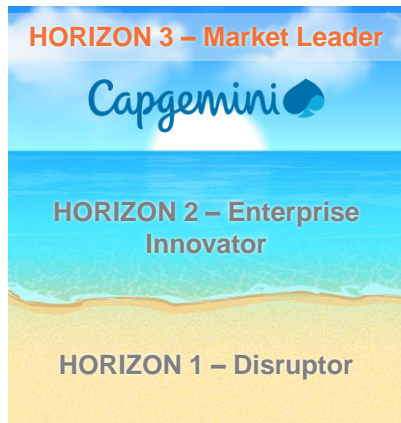 HORIZON 3 – Market Leader
Capgemini
HORIZON 2 – Enterprise
Innovator
HORIZON 1 – Disruptor